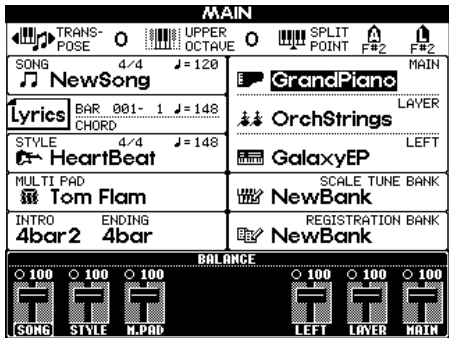 MAIN
TRANS-POSE 0 UPPER OCTAVE 0 SPLIT POINT A F#2 L F#2
SONG 4/4 ♩=120
NewSong
MAIN
GrandPiano
Lyrics BAR 001- 1 ♩=148
CHORD
LAYER
OrchStrings
STYLE 4/4 ♩=148
HeartBeat
LEFT
GalaxyEP
MULTI PAD
Tom Flam
SCALE TUNE BANK
NewBank
INTRO ENDING
4bar2 4bar
REGISTRATION BANK
NewBank
BALANCE
100 100 100 100 100 100
SONG STYLE M.PAD LEFT LAYER MAIN